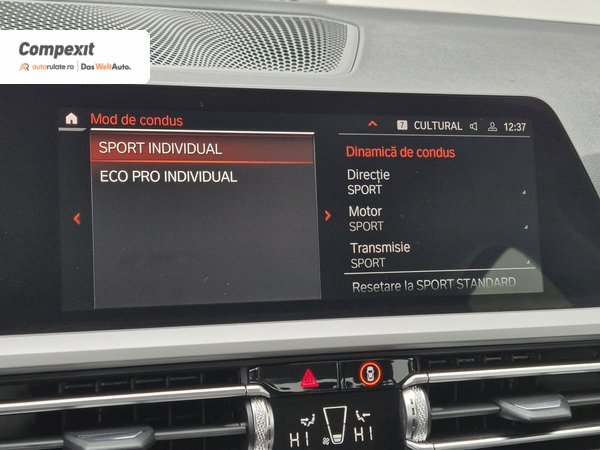 Compexit
autorulate.ro | Das WeltAuto.
Mod de condus
7 CULTURAL 12:37
SPORT INDIVIDUAL
ECO PRO INDIVIDUAL
Dinamică de condus
Direcție
SPORT
Motor
SPORT
Transmisie
SPORT
Resetare la SPORT STANDARD
HI HI